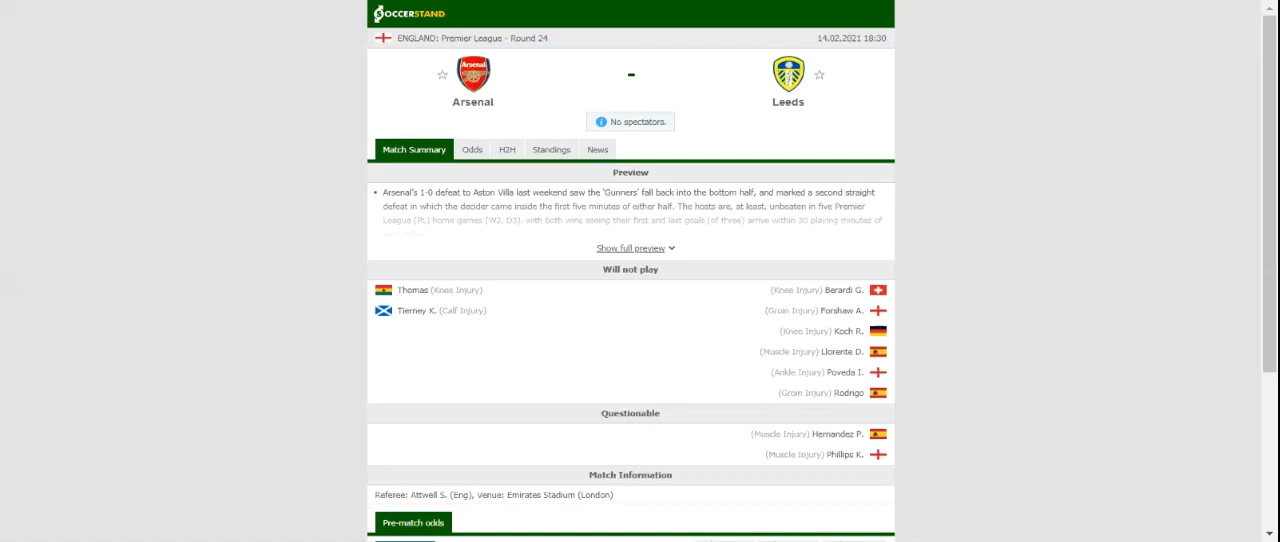 SOCCERSTAND
ENGLAND: Premier League - Round 24
14.02.2021 18:30
Arsenal
-
Leeds
Arsenal
Leeds
No spectators.
Match Summary
Odds
H2H
Standings
News
Preview
Arsenal's 1-0 defeat to Aston Villa last weekend saw the 'Gunners' fall back into the bottom half, and marked a second straight
defeat in which the decider came inside the first five minutes of either half. The hosts are, at least, unbeaten in five Premier
League (PL) home games (W2, D3), with both wins seeing their first and last goals (of three) arrive within 30 playing minutes of
Show full preview
Will not play
Thomas (Knee Injury)
(Knee Injury) Berardi G.
Tierney K. (Calf Injury)
(Groin Injury) Forshaw A.
(Knee Injury) Koch R.
(Muscle Injury) Llorente D.
(Ankle Injury) Poveda I.
(Groin Injury) Rodrigo
Questionable
(Muscle Injury) Hernandez P.
(Muscle Injury) Phillips K.
Match Information
Referee: Attwell S. (Eng), Venue: Emirates Stadium (London)
Pre-match odds